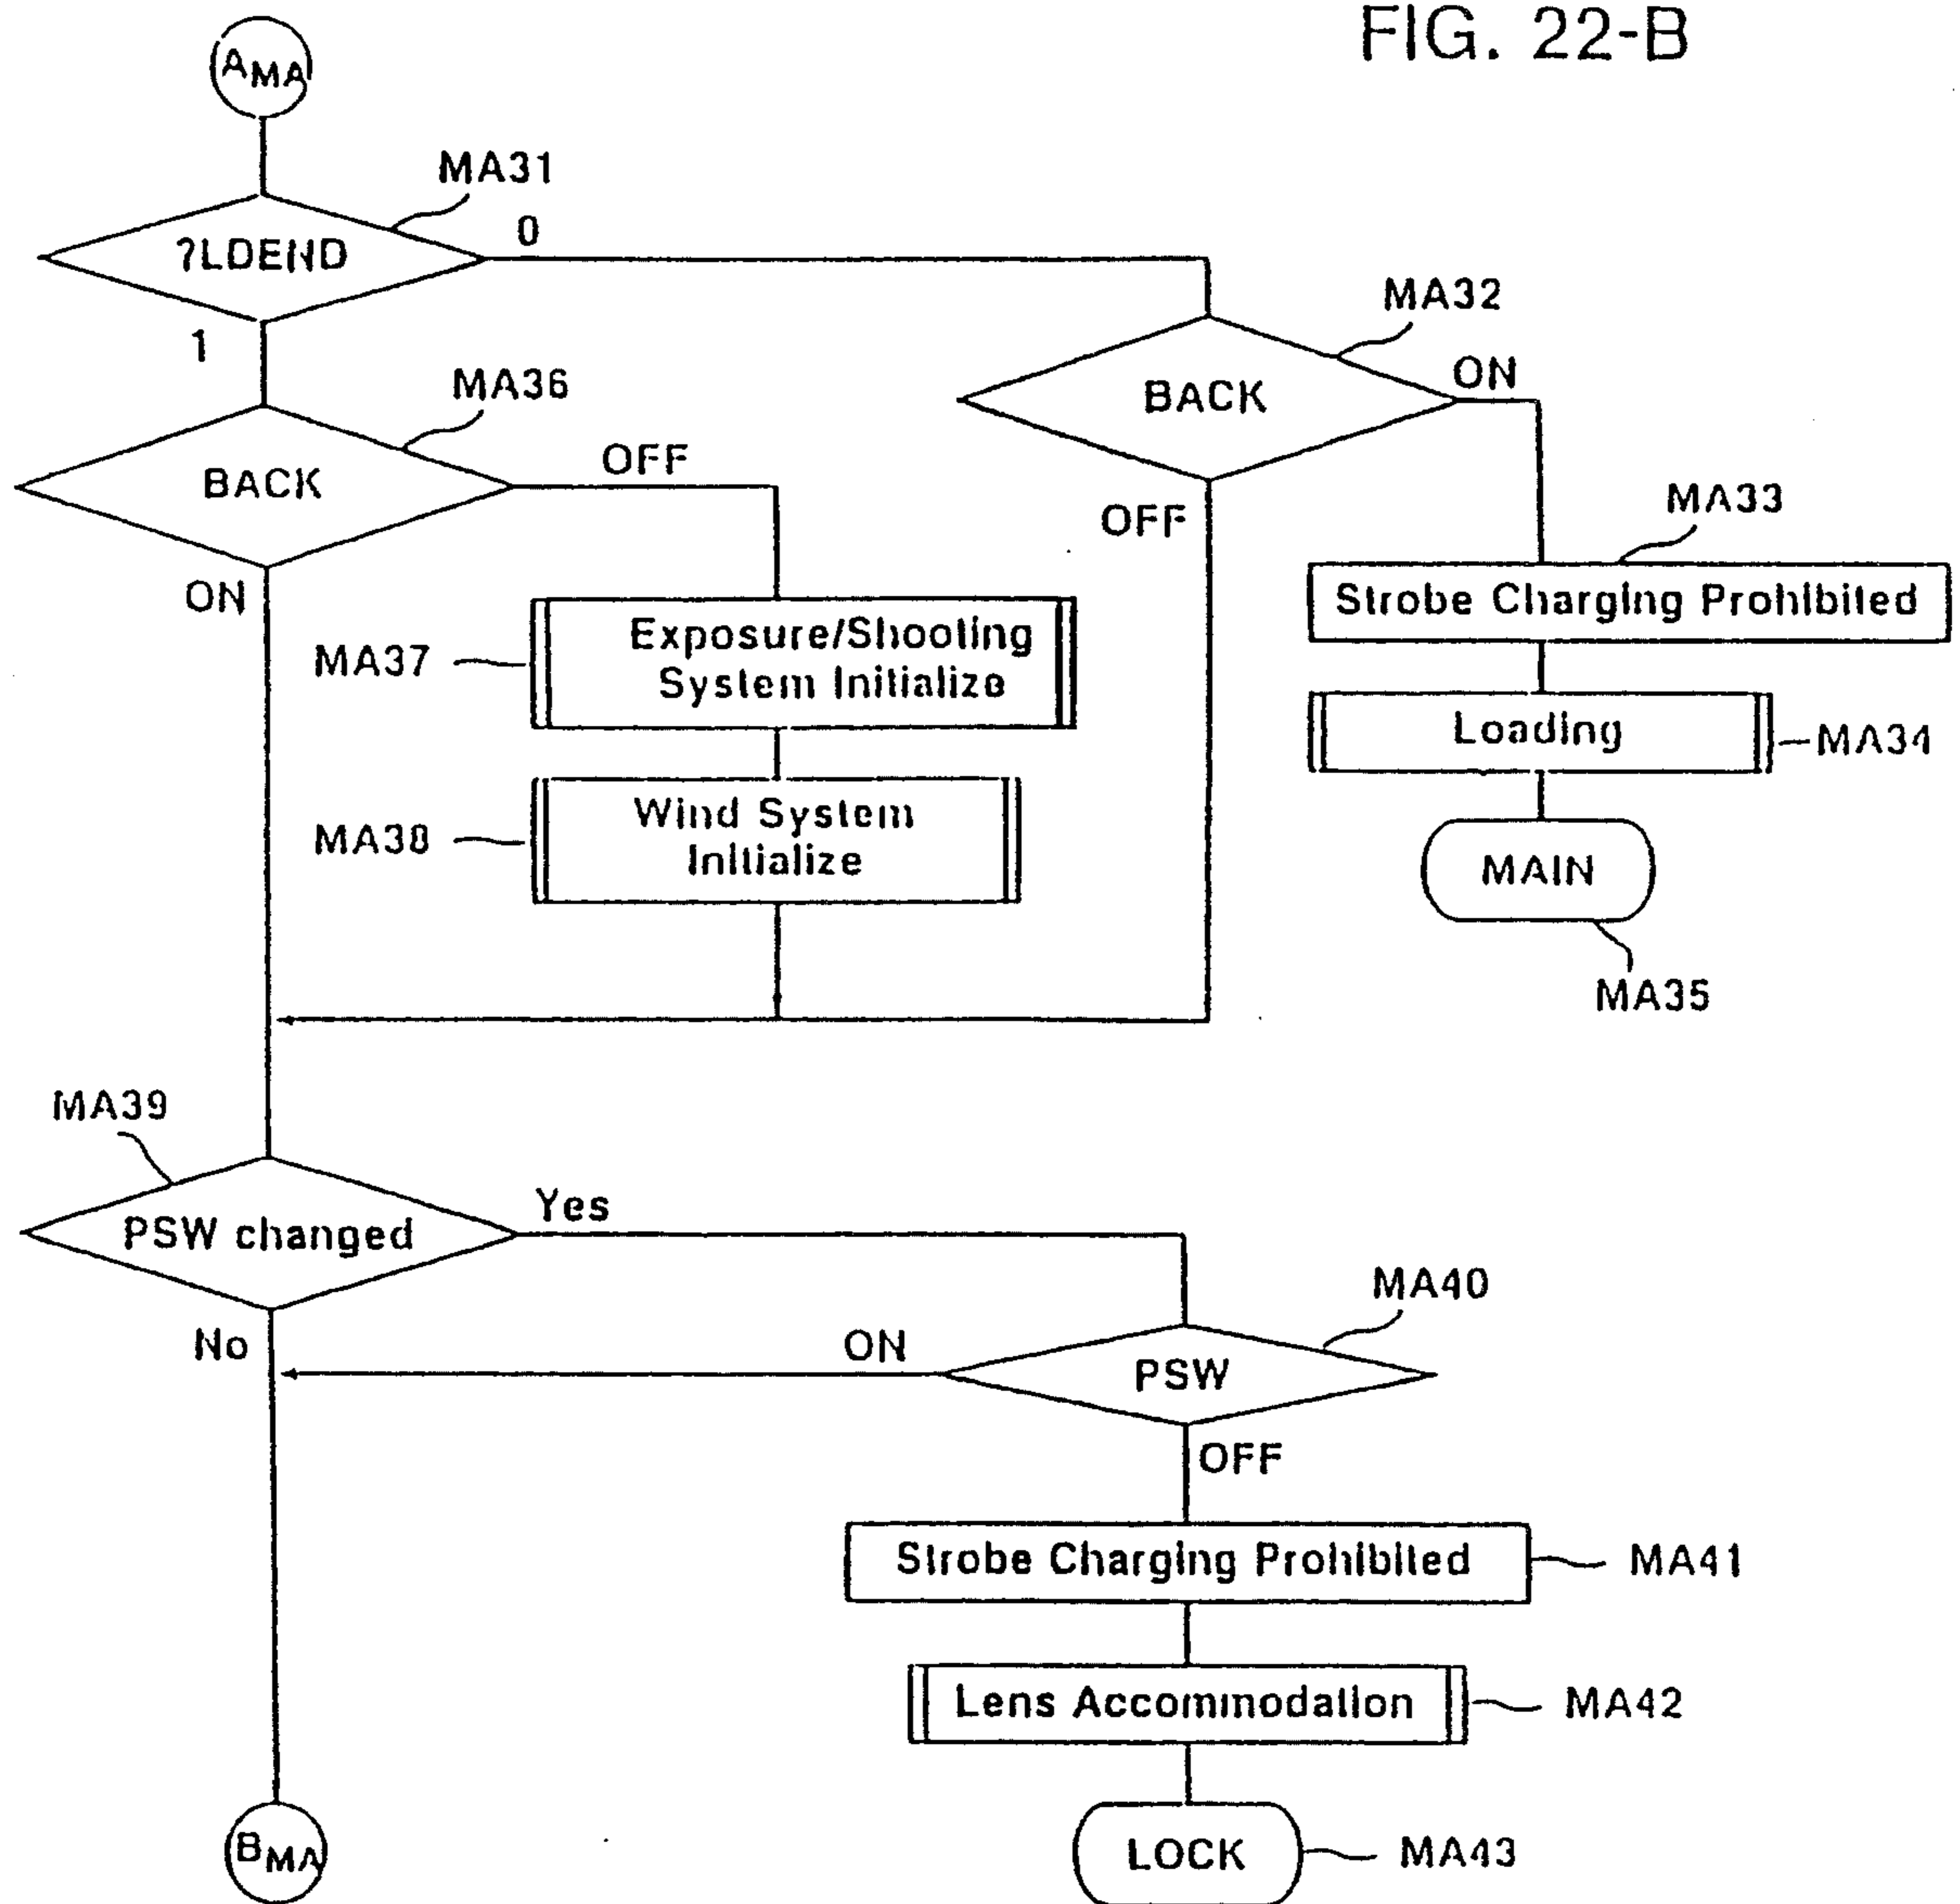 FIG. 22-B
AMA
MA31
?LDEND
0
1
MA32
BACK
ON
OFF
MA36
BACK
OFF
ON
MA33
Strobe Charging Prohibited
MA37
Exposure/Shooting
System Initialize
Loading
MA34
MA38
Wind System
Initialize
MAIN
MA35
MA39
PSW changed
Yes
No
MA40
PSW
ON
OFF
Strobe Charging Prohibited
MA41
Lens Accommodation
MA42
LOCK
MA43
BMA